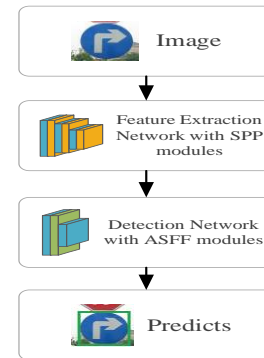 Image
Feature Extraction
Network with SPP
modules
Detection Network
with ASFF modules
Predicts